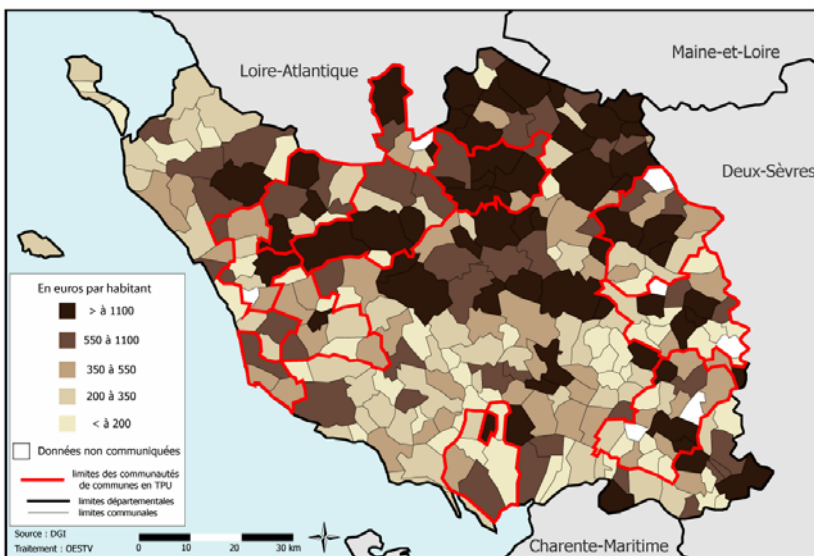 Loire-Atlantique
Maine-et-Loire
Deux-Sèvres
En euros par habitant
> à 1100
550 à 1100
350 à 550
200 à 350
< à 200
Données non communiquées
limites des communautés
de communes en TPU
limites départementales
limites communales
Source : DGI
Traitement : OESTV
0 10 20 30 km
Charente-Maritime